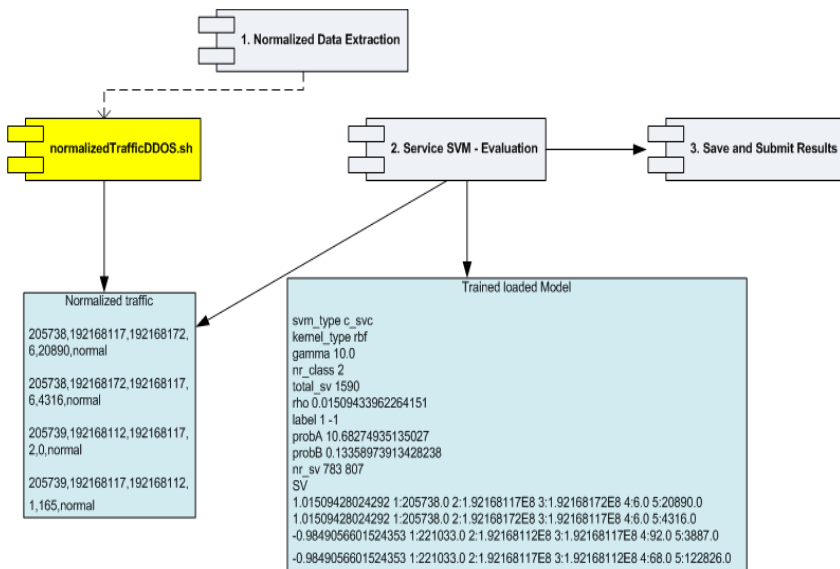 1. Normalized Data Extraction
normalizedTrafficDDOS.sh
2. Service SVM - Evaluation
3. Save and Submit Results
Normalized traffic
205738,192168117,192168172,
6,20890,normal
205738,192168172,192168117,
6,4316,normal
205739,192168112,192168117,
2,0,normal
205739,192168117,192168112,
1,165,normal
Trained loaded Model
svm_type c_svc
kernel_type rbf
gamma 10.0
nr_class 2
total_sv 1590
rho 0.01509433962264151
label 1 -1
probA 10.68274935135027
probB 0.13358973913428238
nr_sv 783 807
SV
1.01509428024292 1:205738.0 2:1.92168117E8 3:1.92168172E8 4:6.0 5:20890.0
1.01509428024292 1:205738.0 2:1.92168172E8 3:1.92168117E8 4:6.0 5:4316.0
-0.9849056601524353 1:221033.0 2:1.92168112E8 3:1.92168117E8 4:92.0 5:3887.0
-0.9849056601524353 1:221033.0 2:1.92168117E8 3:1.92168112E8 4:68.0 5:122826.0